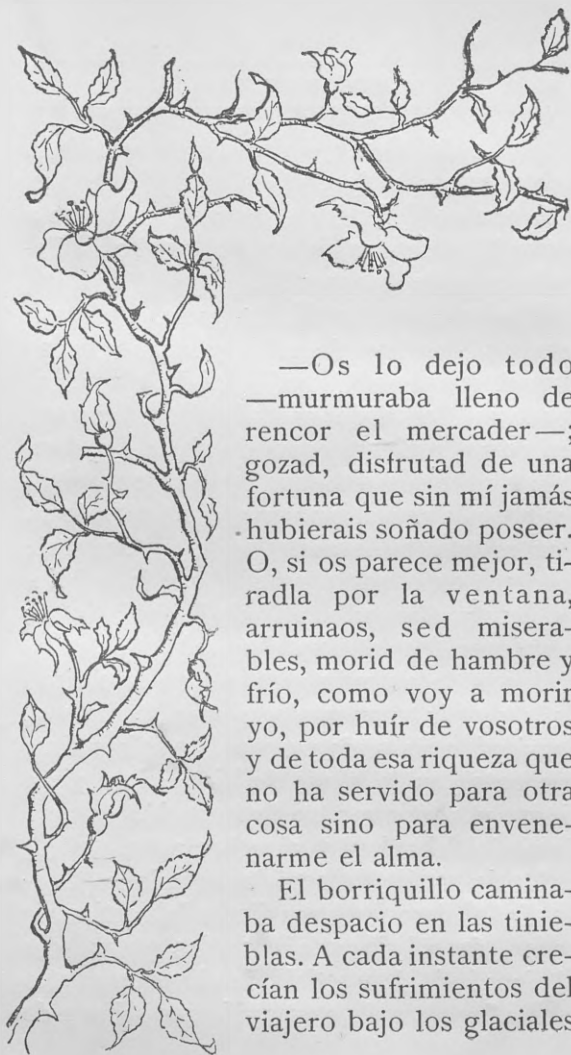 —Os lo dejo todo
—murmuraba lleno de
rencor el mercader—;
gozad, disfrutad de una
fortuna que sin mí jamás
hubierais soñado poseer.
O, si os parece mejor, ti-
radla por la ventana,
arruinaos, sed misera-
bles, morid de hambre y
frío, como voy a morir
yo, por huír de vosotros
y de toda esa riqueza que
no ha servido para otra
cosa sino para envene-
narme el alma.
El borriquillo camina-
ba despacio en las tinie-
blas. A cada instante cre-
cían los sufrimientos del
viajero bajo los glaciales